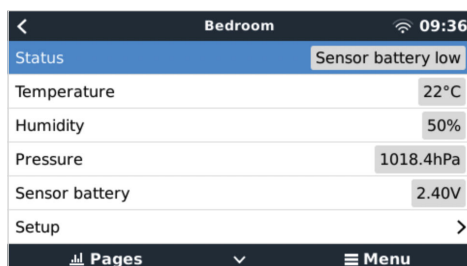 Bedroom 09:36
Status Sensor battery low
Temperature 22°C
Humidity 50%
Pressure 1018.4hPa
Sensor battery 2.40V
Setup
Pages Menu